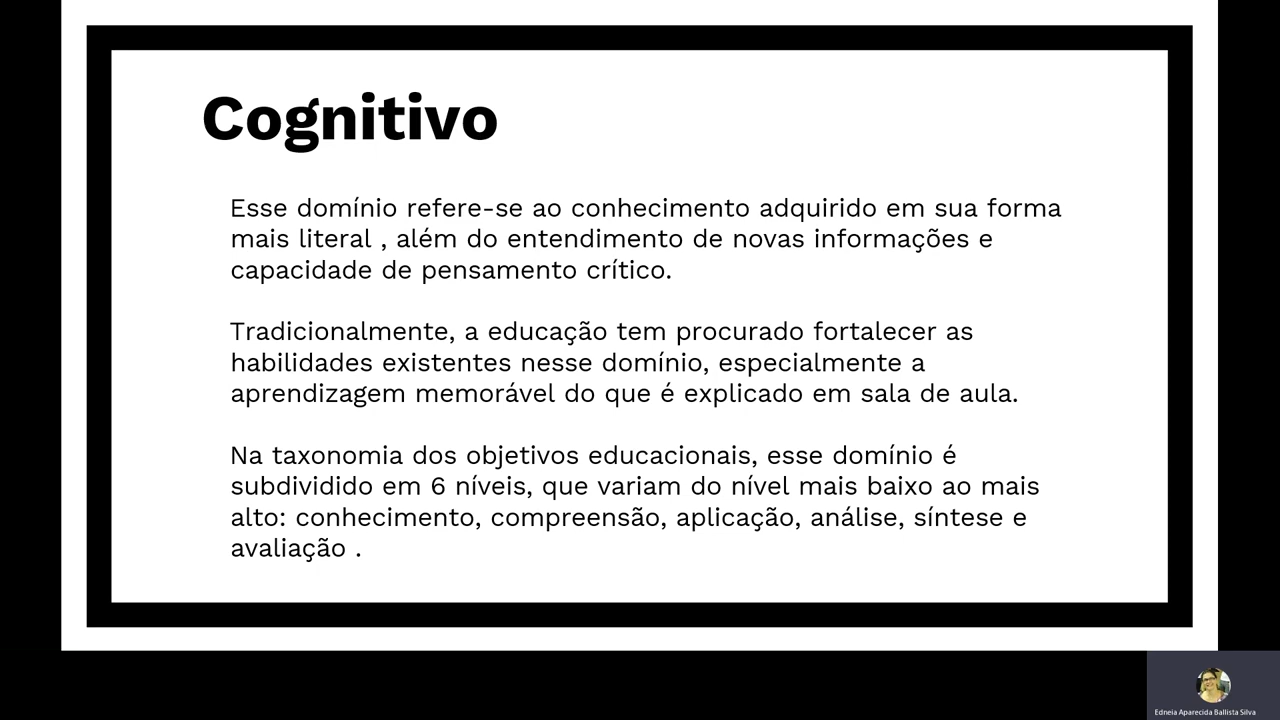 Cognitivo
Esse domínio refere-se ao conhecimento adquirido em sua forma
mais literal , além do entendimento de novas informações e
capacidade de pensamento crítico.
Tradicionalmente, a educação tem procurado fortalecer as
habilidades existentes nesse domínio, especialmente a
aprendizagem memorável do que é explicado em sala de aula.
Na taxonomia dos objetivos educacionais, esse domínio é
subdividido em 6 níveis, que variam do nível mais baixo ao mais
alto: conhecimento, compreensão, aplicação, análise, síntese e
avaliação .
Edneia Aparecida Ballista Silva